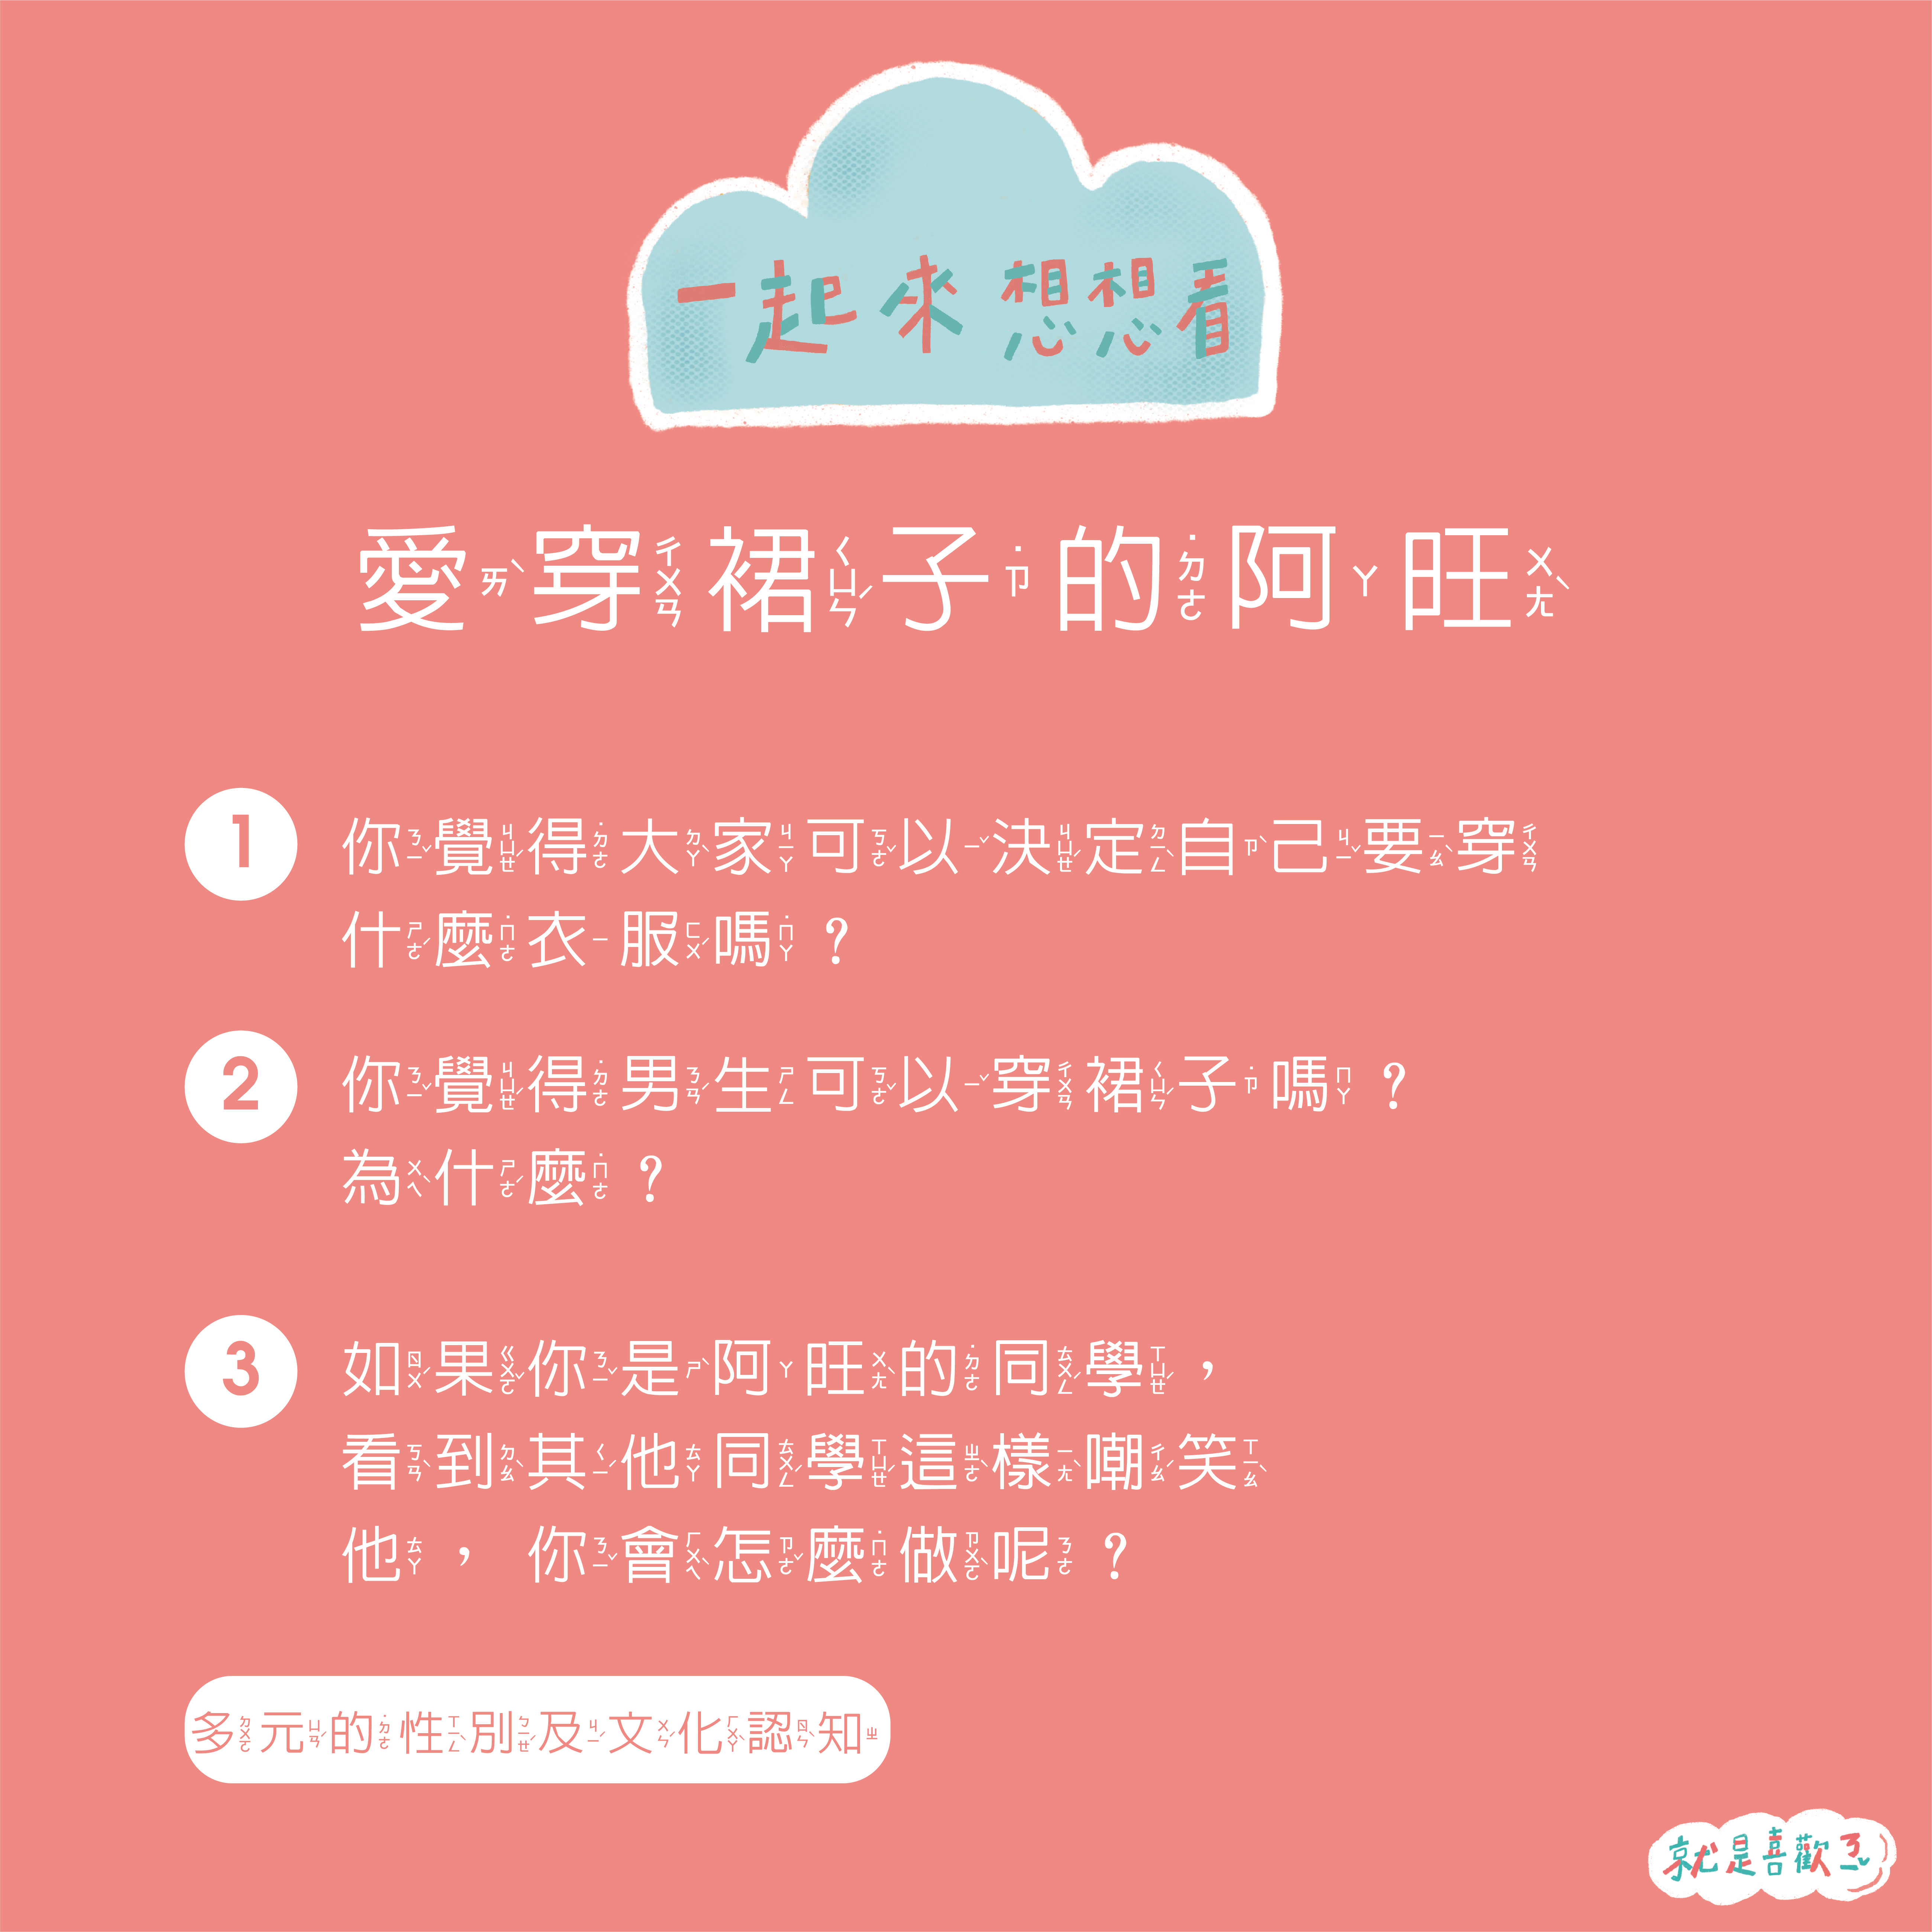 一起來想想看
愛穿裙子的阿旺
1 你覺得大家可以決定自己要穿
什麼衣服嗎？
2 你覺得男生可以穿裙子嗎？
為什麼？
3 如果你是阿旺的同學，
看到其他同學這樣嘲笑
他，你會怎麼做呢？
多元的性別及文化認知
就是喜歡ㄋㄧˇ